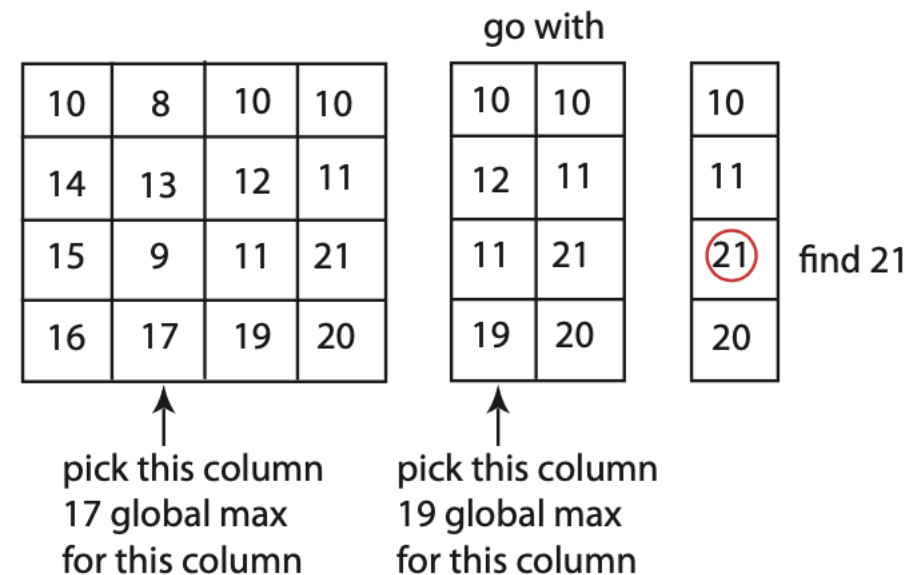 go with
10 8 10 10
14 13 12 11
15 9 11 21
16 17 19 20
10 10
12 11
11 21
19 20
10
11
21
20
find 21
pick this column
17 global max
for this column
pick this column
19 global max
for this column